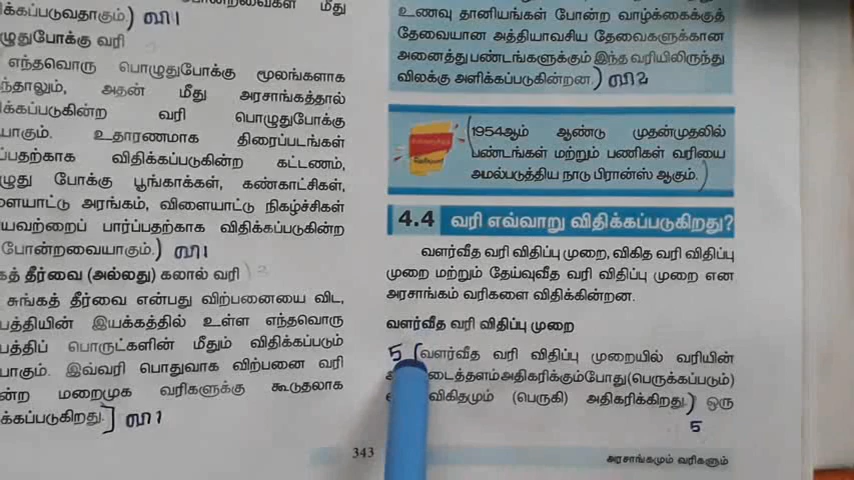 மீது
க்கப்படுவதாகும்.) வி1
ழுதுபோக்கு வரி
எந்தவொரு பொழுதுபோக்கு மூலங்களாக
ந்தாலும், அதன் மீது அரசாங்கத்தால்
க்கப்படுகின்ற வரி பொழுதுபோக்கு
யாகும். உதாரணமாக திரைப்படங்கள்
ப்பதற்காக விதிக்கப்படுகின்ற கட்டணம்,
ழுது போக்கு பூங்காக்கள், கண்காட்சிகள்,
ளையாட்டு அரங்கம், விளையாட்டு நிகழ்ச்சிகள்
யவற்றைப் பார்ப்பதற்காக விதிக்கப்படுகின்ற
போன்றவையாகும்.) வி1
கத் தீர்வை (அல்லது) கலால் வரி
சுங்கத் தீர்வை என்பது விற்பனையை விட,
பத்தியின் இயக்கத்தில் உள்ள எந்தவொரு
பத்திப் பொருட்களின் மீதும் விதிக்கப்படும்
யாகும். இவ்வரி பொதுவாக விற்பனை வரி
ன்ற மறைமுக வரிகளுக்கு கூடுதலாக
க்கப்படுகிறது.] வி1
உணவு தானியங்கள் போன்ற வாழ்க்கைக்குத்
தேவையான அத்தியாவசிய தேவைகளுக்கான
அனைத்து பண்டங்களுக்கும் இந்த வரியிலிருந்து
விலக்கு அளிக்கப்படுகின்றன.) வி2
(1954ஆம் ஆண்டு முதன்முதலில்
பண்டங்கள் மற்றும் பணிகள் வரியை
அமல்படுத்திய நாடு பிரான்ஸ் ஆகும்.)
4.4 வரி எவ்வாறு விதிக்கப்படுகிறது?
வளர்வீத வரி விதிப்பு முறை, விகித வரி விதிப்பு
முறை மற்றும் தேய்வுவீத வரி விதிப்பு முறை என
அரசாங்கம் வரிகளை விதிக்கின்றன.
வளர்வீத வரி விதிப்பு முறை
5 (வளர்வீத வரி விதிப்பு முறையில் வரியின்
டைத்தளம் அதிகரிக்கும்போது (பெருக்கப்படும்)
விகிதமும் (பெருகி) அதிகரிக்கிறது.) ஒரு
5
343
அரசாங்கமும் வரிகளும்